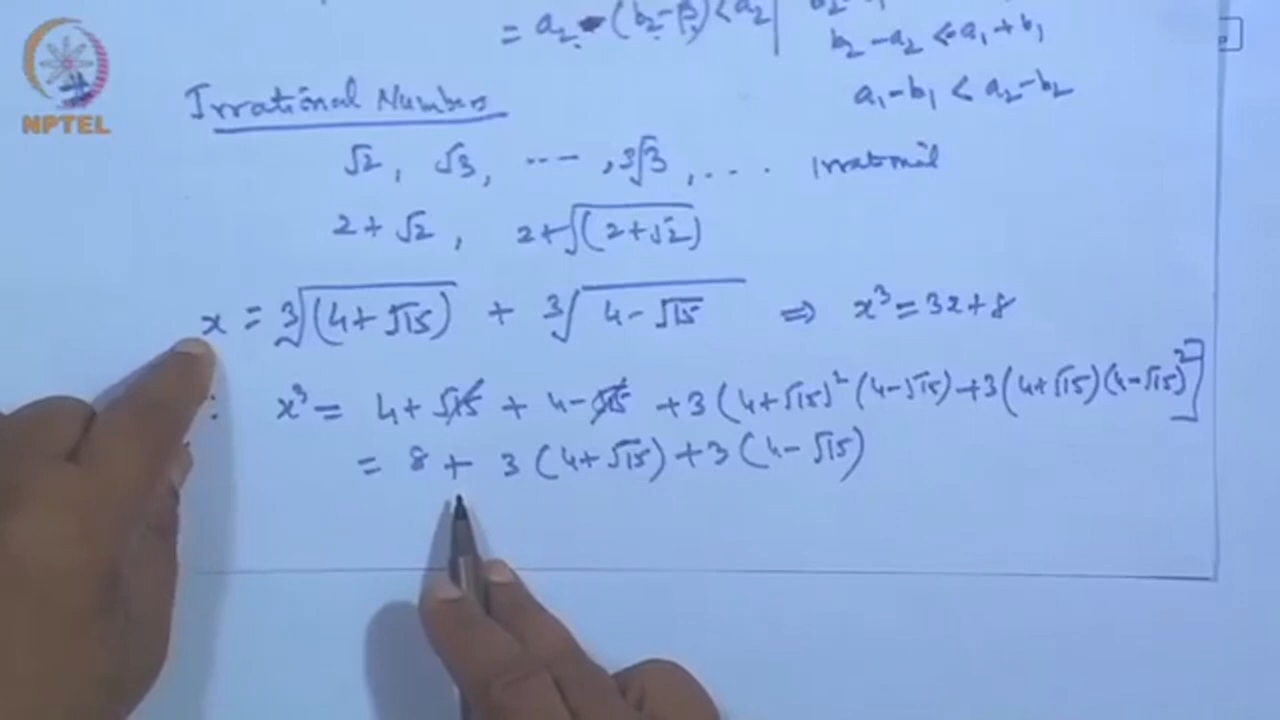 = a₂ - (b₂ - β) < a₂
b₂ - a₂ < a₁ + b₁
a₁ - b₁ < a₂ - b₂
NPTEL
Irrational Numbers
√2, √3, ---, ∛3, ... Irrational
2 + √2, 2 + √(2+√2)
x = ∛(4+√15) + ∛(4-√15) ⇒ x³ = 3x + 8
: x³ = 4 + √15 + 4 - √15 + 3(4+√15)²(4-√15) + 3(4+√15)(4-√15)²]
= 8 + 3(4+√15) + 3(4-√15)